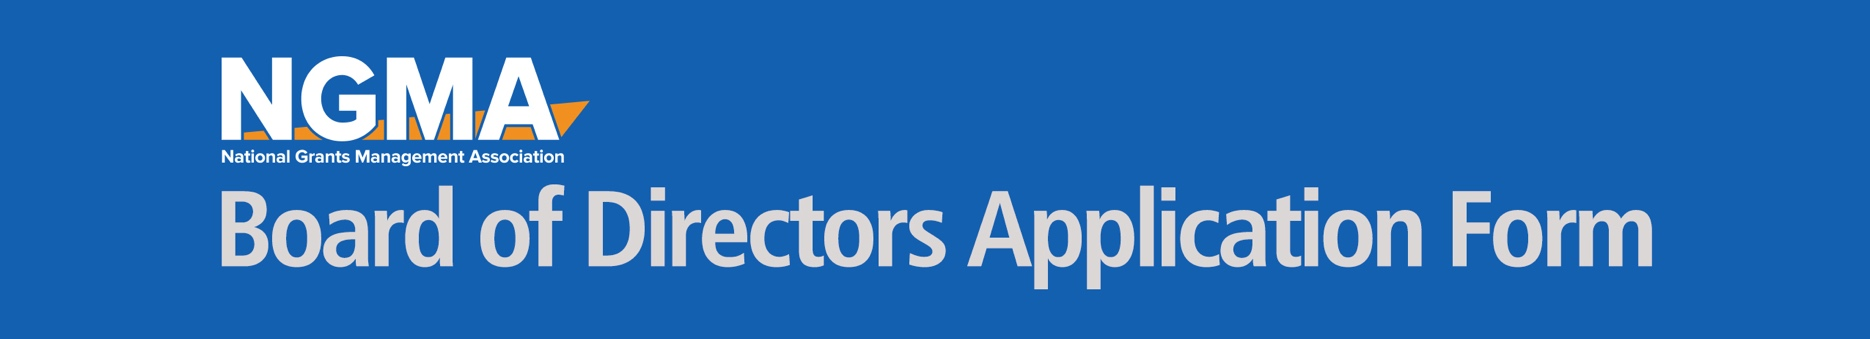 NGMA
National Grants Management Association
Board of Directors Application Form